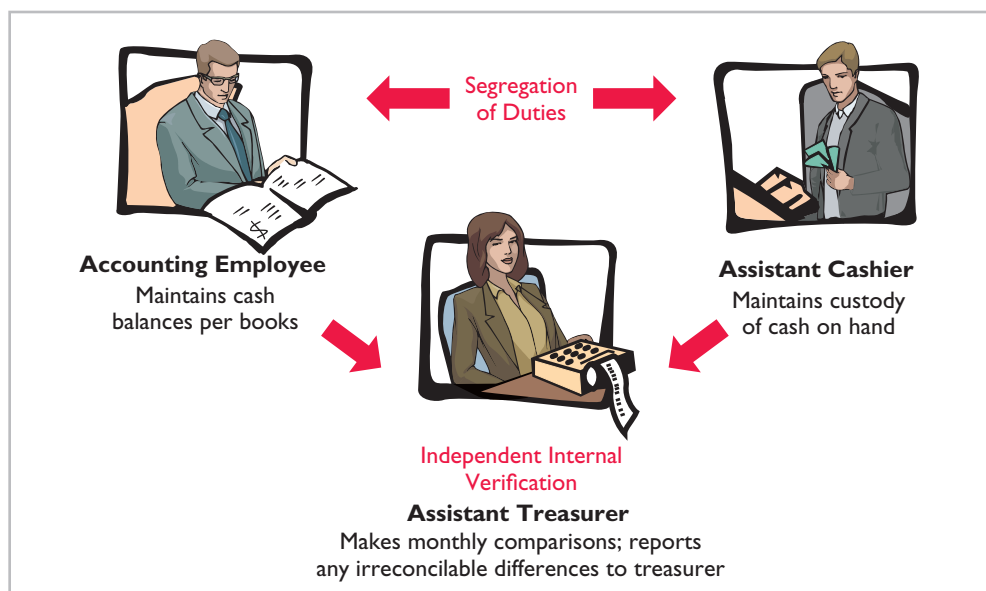 Segregation
of Duties
Accounting Employee
Maintains cash
balances per books
Assistant Cashier
Maintains custody
of cash on hand
$
Independent Internal
Verification
Assistant Treasurer
Makes monthly comparisons; reports
any irreconcilable differences to treasurer